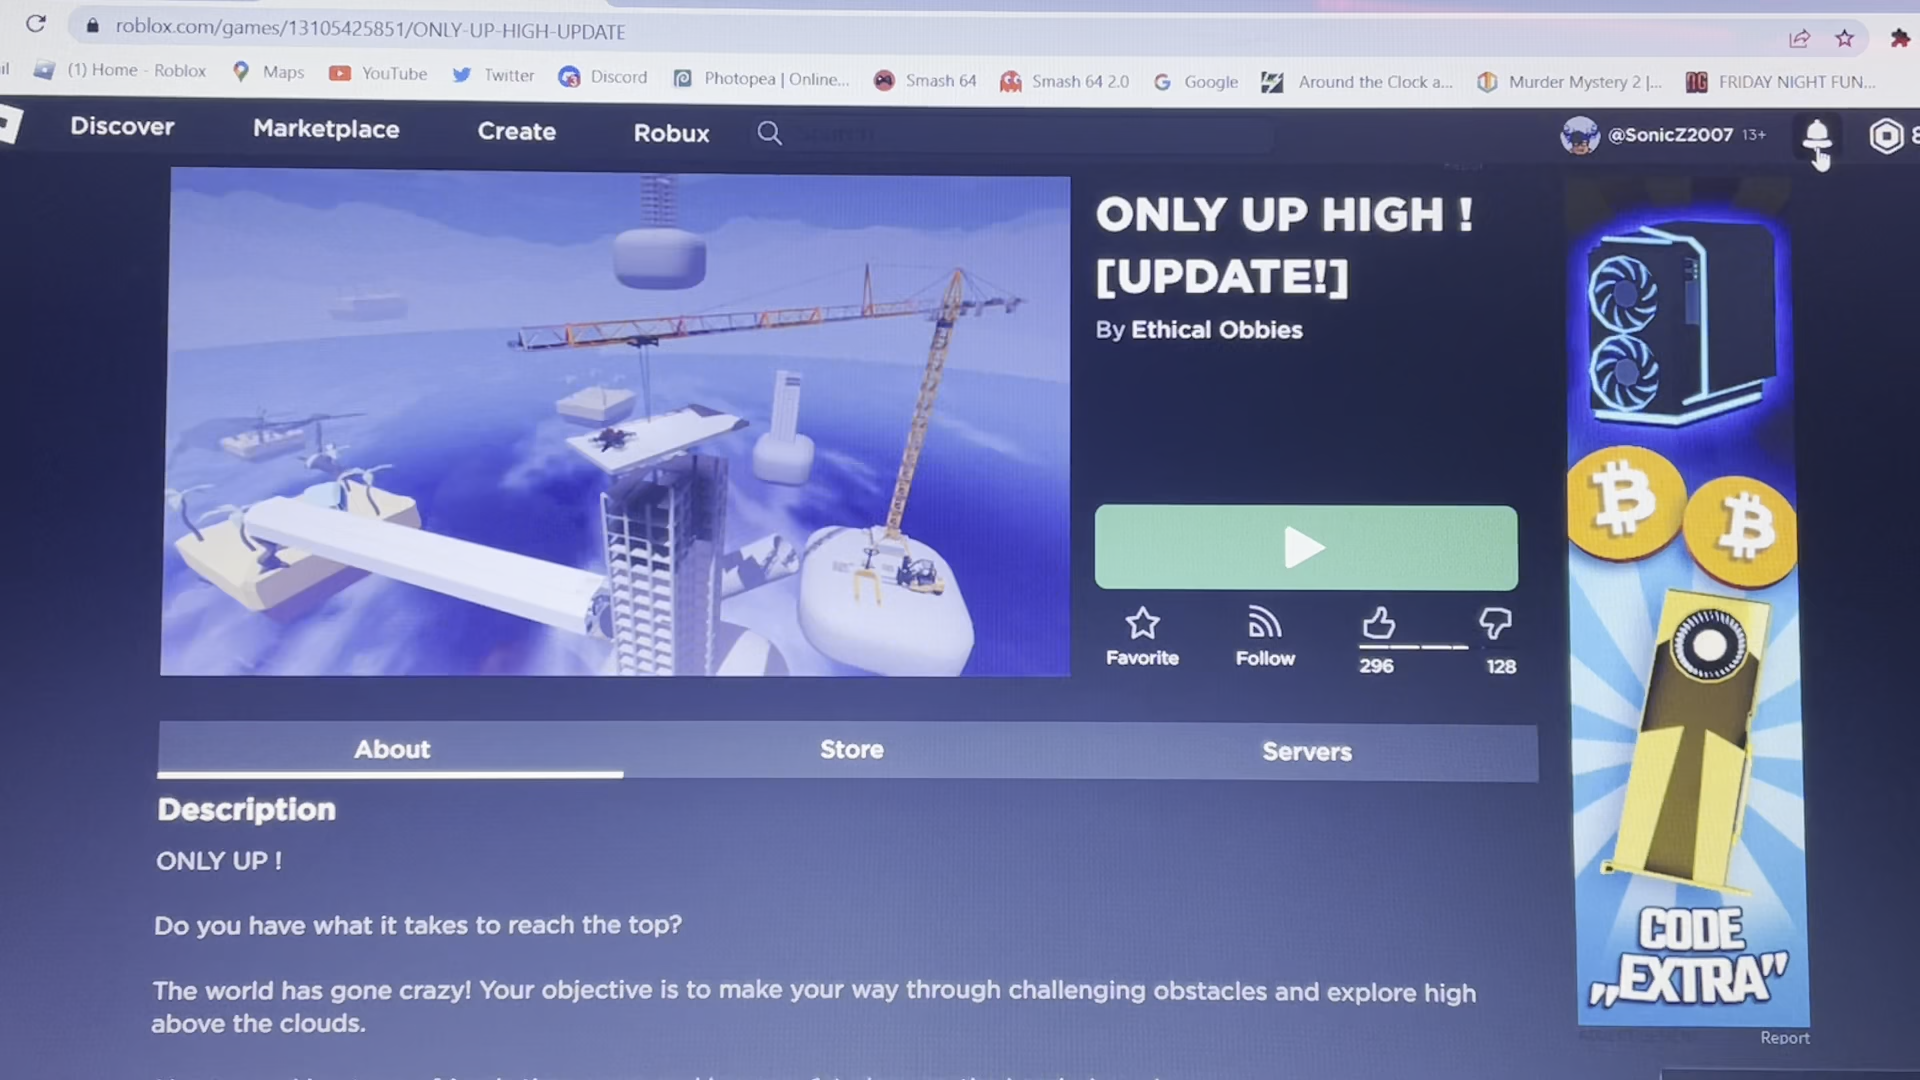 roblox.com/games/13105425851/ONLY-UP-HIGH-UPDATE
(1) Home - Roblox Maps YouTube Twitter Discord Photopea | Online... Smash 64 Smash 64 2.0 Google Around the Clock a... Murder Mystery 2 |... FRIDAY NIGHT FUN...
Discover Marketplace Create Robux @SonicZ2007 13+
ONLY UP HIGH !
[UPDATE!]
By Ethical Obbies
Favorite Follow 296 128
About Store Servers
Description
ONLY UP !
Do you have what it takes to reach the top?
The world has gone crazy! Your objective is to make your way through challenging obstacles and explore high
above the clouds.
CODE
„EXTRA”
Report